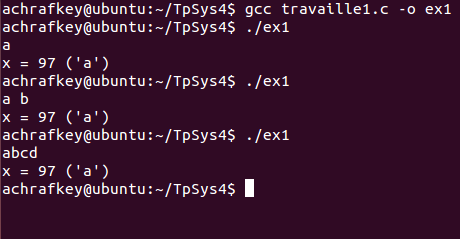 achrafkey@ubuntu:~/TpSys4$ gcc travaille1.c -o ex1
achrafkey@ubuntu:~/TpSys4$ ./ex1
a
x = 97 ('a')
achrafkey@ubuntu:~/TpSys4$ ./ex1
a b
x = 97 ('a')
achrafkey@ubuntu:~/TpSys4$ ./ex1
abcd
x = 97 ('a')
achrafkey@ubuntu:~/TpSys4$